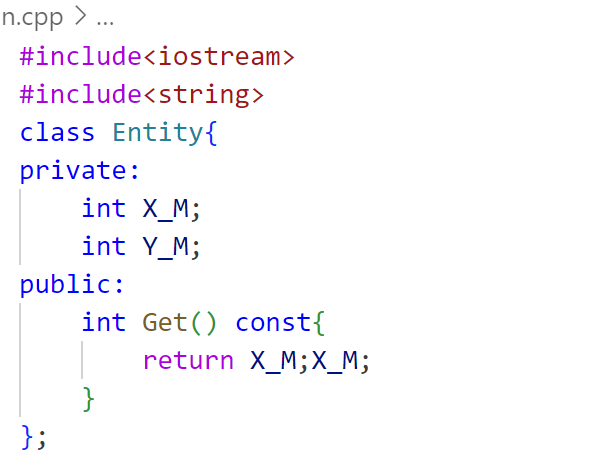 n.cpp > ...
#include<iostream>
#include<string>
class Entity{
private:
    int X_M;
    int Y_M;
public:
    int Get() const{
        return X_M;X_M;
    }
};